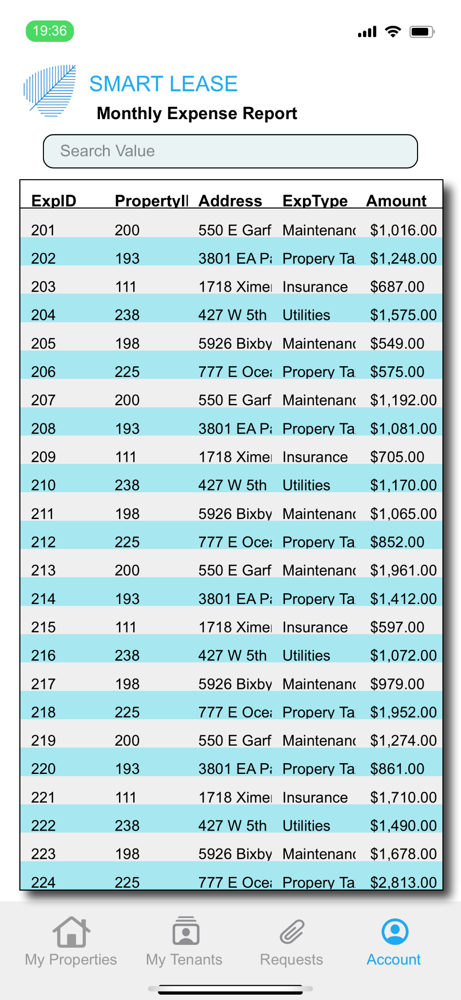 19:36
SMART LEASE
Monthly Expense Report
Search Value
ExpID PropertyI Address ExpType Amount
201 200 550 E Garf Maintenan $1,016.00
202 193 3801 EA P Propery Ta $1,248.00
203 111 1718 Xime Insurance $687.00
204 238 427 W 5th Utilities $1,575.00
205 198 5926 Bixby Maintenan $549.00
206 225 777 E Oce Propery Ta $575.00
207 200 550 E Garf Maintenan $1,192.00
208 193 3801 EA P Propery Ta $1,081.00
209 111 1718 Xime Insurance $705.00
210 238 427 W 5th Utilities $1,170.00
211 198 5926 Bixby Maintenan $1,065.00
212 225 777 E Oce Propery Ta $852.00
213 200 550 E Garf Maintenan $1,961.00
214 193 3801 EA P Propery Ta $1,412.00
215 111 1718 Xime Insurance $597.00
216 238 427 W 5th Utilities $1,072.00
217 198 5926 Bixby Maintenan $979.00
218 225 777 E Oce Propery Ta $1,952.00
219 200 550 E Garf Maintenan $1,274.00
220 193 3801 EA P Propery Ta $861.00
221 111 1718 Xime Insurance $1,710.00
222 238 427 W 5th Utilities $1,490.00
223 198 5926 Bixby Maintenan $1,678.00
224 225 777 E Oce Propery Ta $2,813.00
My Properties My Tenants Requests Account